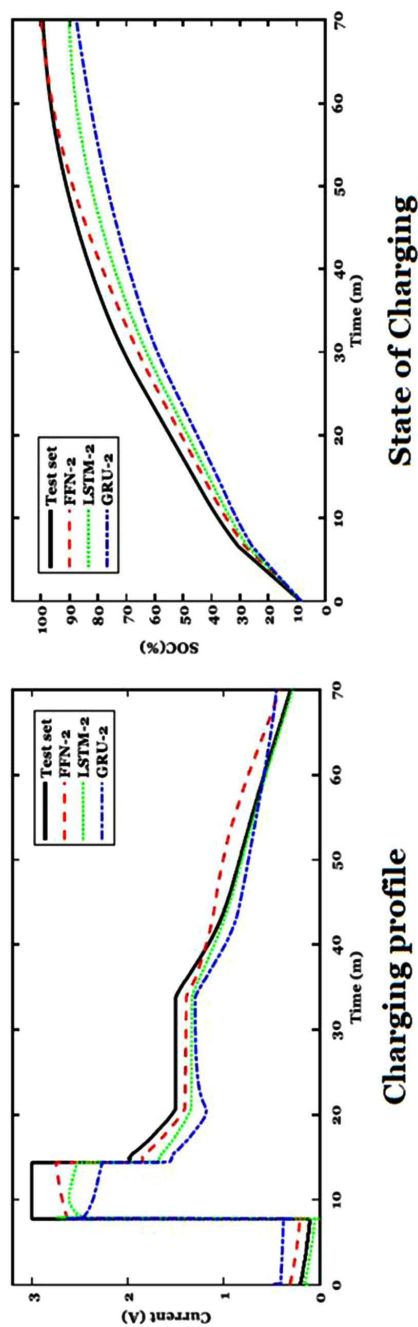 Test set
FFN-2
LSTM-2
GRU-2
Current (A)
3
2
1
0
0
10
20
30
40
50
60
70
Time (m)
Charging profile
Test set
FFN-2
LSTM-2
GRU-2
SOC(%)
100
90
80
70
60
50
40
30
20
10
0
0
10
20
30
40
50
60
70
Time (m)
State of Charging